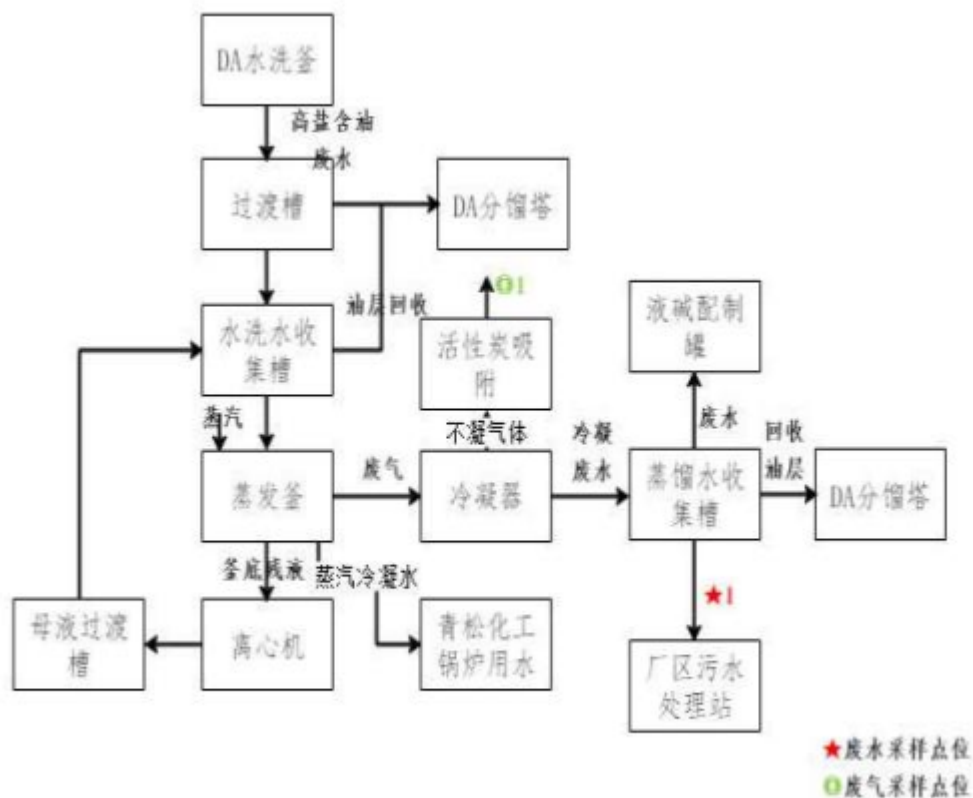 DA水洗釜
高盐含油
废水
过渡槽
DA分馏塔
油层回收
水洗水收
集槽
◎1
活性炭吸
附
液碱配制
罐
蒸汽
不凝气体
冷凝
废水
废水
回收
油层
蒸发釜
废气
冷凝器
蒸馏水收
集槽
DA分馏塔
釜底残液
蒸汽冷凝水
★1
母液过渡
槽
离心机
青松化工
锅炉用水
厂区污水
处理站
★废水采样点位
◎废气采样点位